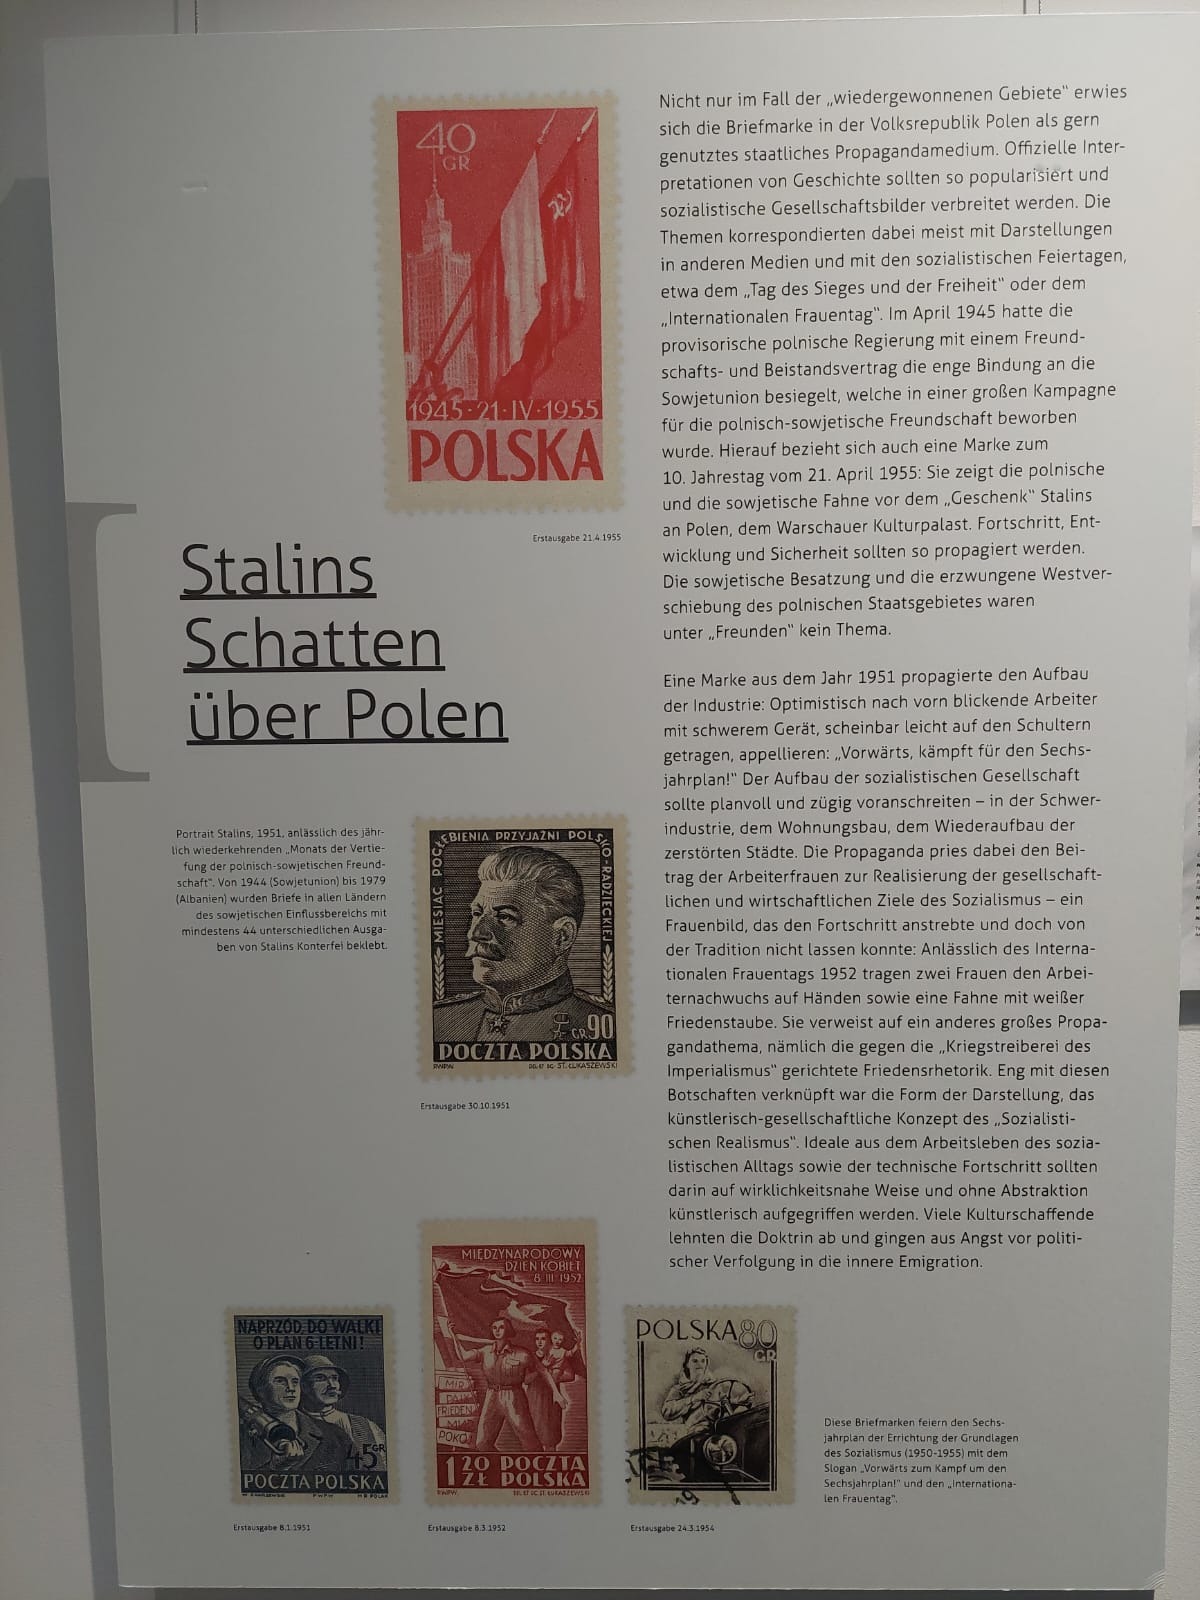 40
GR
1945·21·IV·1955
POLSKA
Erstausgabe 21.4.1955
Stalins
Schatten
über Polen
Nicht nur im Fall der „wiedergewonnenen Gebiete“ erwies
sich die Briefmarke in der Volksrepublik Polen als gern
genutztes staatliches Propagandamedium. Offizielle Inter-
pretationen von Geschichte sollten so popularisiert und
sozialistische Gesellschaftsbilder verbreitet werden. Die
Themen korrespondierten dabei meist mit Darstellungen
in anderen Medien und mit den sozialistischen Feiertagen,
etwa dem „Tag des Sieges und der Freiheit“ oder dem
„Internationalen Frauentag“. Im April 1945 hatte die
provisorische polnische Regierung mit einem Freund-
schafts- und Beistandsvertrag die enge Bindung an die
Sowjetunion besiegelt, welche in einer großen Kampagne
für die polnisch-sowjetische Freundschaft beworben
wurde. Hierauf bezieht sich auch eine Marke zum
10. Jahrestag vom 21. April 1955: Sie zeigt die polnische
und die sowjetische Fahne vor dem „Geschenk“ Stalins
an Polen, dem Warschauer Kulturpalast. Fortschritt, Ent-
wicklung und Sicherheit sollten so propagiert werden.
Die sowjetische Besatzung und die erzwungene Westver-
schiebung des polnischen Staatsgebietes waren
unter „Freunden“ kein Thema.
Eine Marke aus dem Jahr 1951 propagierte den Aufbau
der Industrie: Optimistisch nach vorn blickende Arbeiter
mit schwerem Gerät, scheinbar leicht auf den Schultern
getragen, appellieren: „Vorwärts, kämpft für den Sechs-
jahrplan!“ Der Aufbau der sozialistischen Gesellschaft
sollte planvoll und zügig voranschreiten – in der Schwer-
industrie, dem Wohnungsbau, dem Wiederaufbau der
zerstörten Städte. Die Propaganda pries dabei den Bei-
trag der Arbeiterfrauen zur Realisierung der gesellschaft-
lichen und wirtschaftlichen Ziele des Sozialismus – ein
Frauenbild, das den Fortschritt anstrebte und doch von
der Tradition nicht lassen konnte: Anlässlich des Interna-
tionalen Frauentags 1952 tragen zwei Frauen den Arbei-
ternachwuchs auf Händen sowie eine Fahne mit weißer
Friedenstaube. Sie verweist auf ein anderes großes Propa-
gandathema, nämlich die gegen die „Kriegstreiberei des
Imperialismus“ gerichtete Friedensrhetorik. Eng mit diesen
Botschaften verknüpft war die Form der Darstellung, das
künstlerisch-gesellschaftliche Konzept des „Sozialisti-
schen Realismus“. Ideale aus dem Arbeitsleben des sozia-
listischen Alltags sowie der technische Fortschritt sollten
darin auf wirklichkeitsnahe Weise und ohne Abstraktion
künstlerisch aufgegriffen werden. Viele Kulturschaffende
lehnten die Doktrin ab und gingen aus Angst vor politi-
scher Verfolgung in die innere Emigration.
Portrait Stalins, 1951, anlässlich des jähr-
lich wiederkehrenden „Monats der Vertie-
fung der polnisch-sowjetischen Freund-
schaft“. Von 1944 (Sowjetunion) bis 1979
(Albanien) wurden Briefe in allen Ländern
des sowjetischen Einflussbereichs mit
mindestens 44 unterschiedlichen Ausga-
ben von Stalins Konterfei beklebt.
MIESIĄC POGŁĘBIENIA PRZYJAŹNI POLSKO-RADZIECKIEJ
GR 90
POCZTA POLSKA
PWPW DEL. ET SC. ST. ŁUKASZEWSKI
Erstausgabe 30.10.1951
NAPRZÓD, DO WALKI
O PLAN 6-LETNI!
45 GR
POCZTA POLSKA
PWPW
Erstausgabe 8.1.1951
MIĘDZYNARODOWY
DZIEŃ KOBIET
8 III 1952
MIR
FRIEDEN
POKÓJ
1 20 ZŁ POCZTA
POLSKA
PWPW DEL. ET SC. ST. ŁUKASZEWSKI
Erstausgabe 8.3.1952
POLSKA 80
GR
Erstausgabe 24.3.1954
Diese Briefmarken feiern den Sechs-
jahrplan der Errichtung der Grundlagen
des Sozialismus (1950-1955) mit dem
Slogan „Vorwärts zum Kampf um den
Sechsjahrplan!“ und den „Internationa-
len Frauentag“.